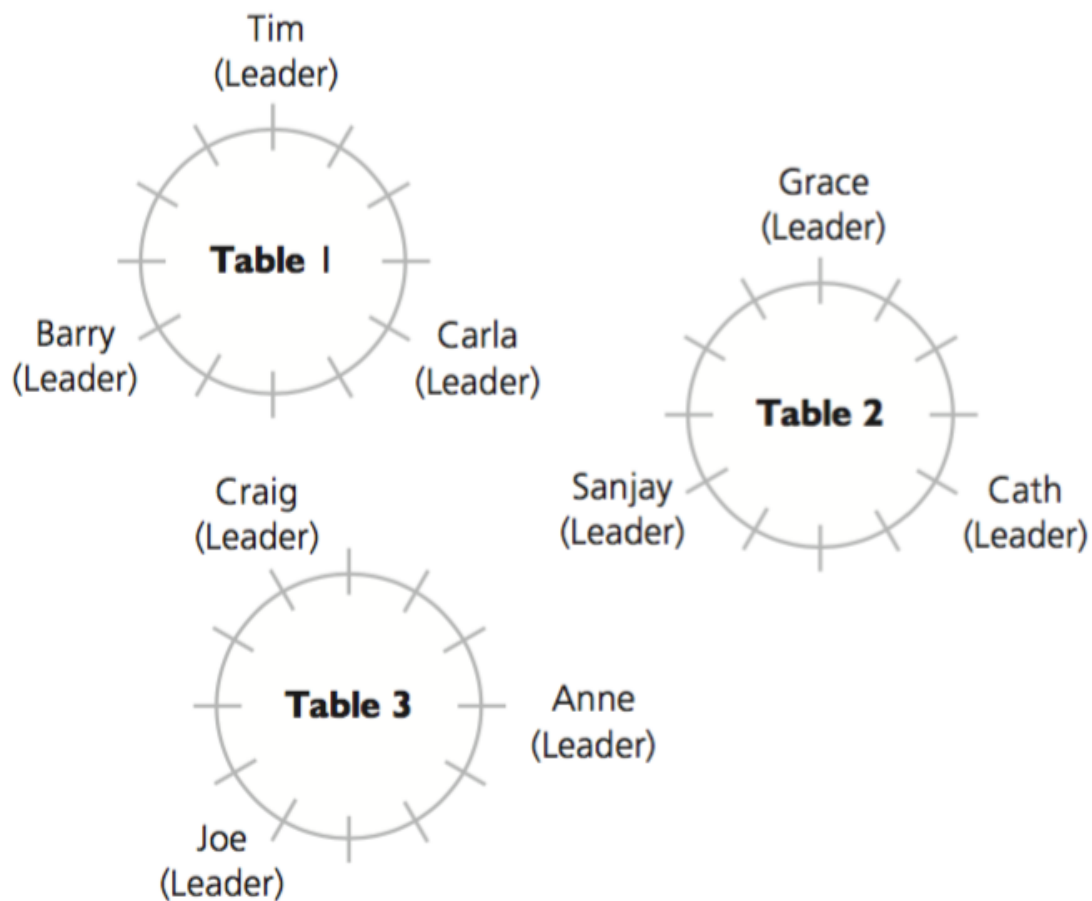 Tim
(Leader)
Table 1
Barry
(Leader)
Carla
(Leader)
Grace
(Leader)
Table 2
Sanjay
(Leader)
Cath
(Leader)
Craig
(Leader)
Table 3
Anne
(Leader)
Joe
(Leader)